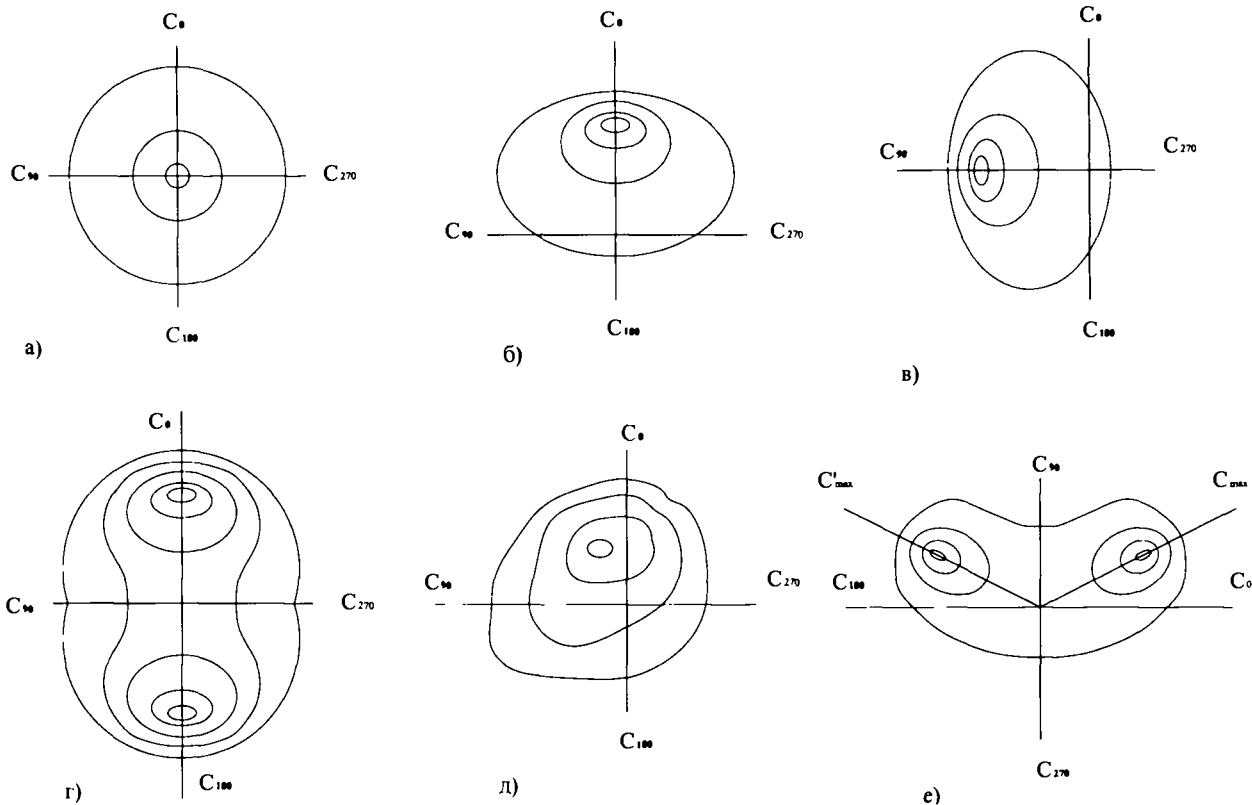 C₀
C₉₀ C₂₇₀
C₁₈₀
а)
C₀
C₉₀ C₂₇₀
C₁₈₀
б)
C₀
C₉₀ C₂₇₀
C₁₈₀
в)
C₀
C₉₀ C₂₇₀
C₁₈₀
г)
C₀
C₉₀ C₂₇₀
C₁₈₀
д)
C₉₀
C'max Cmax
C₁₈₀ C₀
C₂₇₀
е)